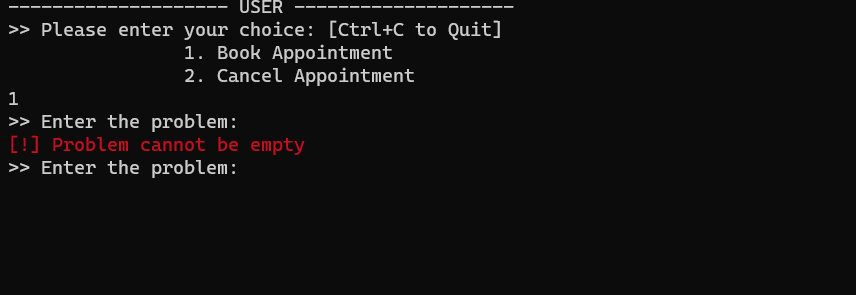 -------------------- USER --------------------
>> Please enter your choice: [Ctrl+C to Quit]
1. Book Appointment
2. Cancel Appointment
1
>> Enter the problem:
[!] Problem cannot be empty
>> Enter the problem: